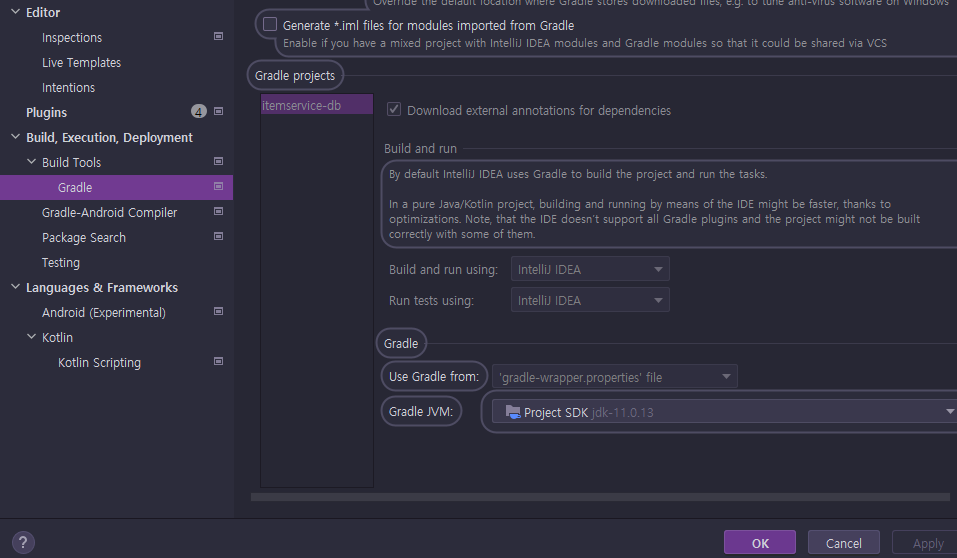 Editor
Inspections
Live Templates
Intentions
Plugins
4
Build, Execution, Deployment
Build Tools
Gradle
Gradle-Android Compiler
Package Search
Testing
Languages & Frameworks
Android (Experimental)
Kotlin
Kotlin Scripting
Override the default location where Gradle stores downloaded files, e.g. to tune anti-virus software on Windows
Generate *.iml files for modules imported from Gradle
Enable if you have a mixed project with IntelliJ IDEA modules and Gradle modules so that it could be shared via VCS
Gradle projects
itemservice-db
Download external annotations for dependencies
Build and run
By default IntelliJ IDEA uses Gradle to build the project and run the tasks.
In a pure Java/Kotlin project, building and running by means of the IDE might be faster, thanks to
optimizations. Note, that the IDE doesn't support all Gradle plugins and the project might not be built
correctly with some of them.
Build and run using: IntelliJ IDEA
Run tests using: IntelliJ IDEA
Gradle
Use Gradle from: 'gradle-wrapper.properties' file
Gradle JVM: Project SDK jdk-11.0.13
?
OK
Cancel
Apply